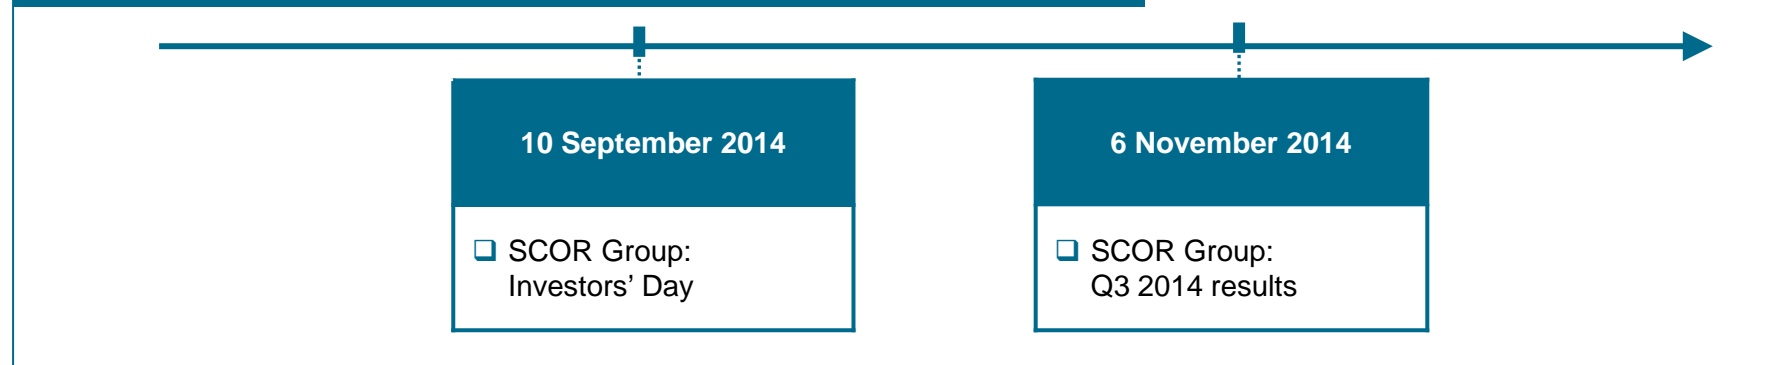 10 September 2014
SCOR Group:
Investors’ Day
6 November 2014
SCOR Group:
Q3 2014 results